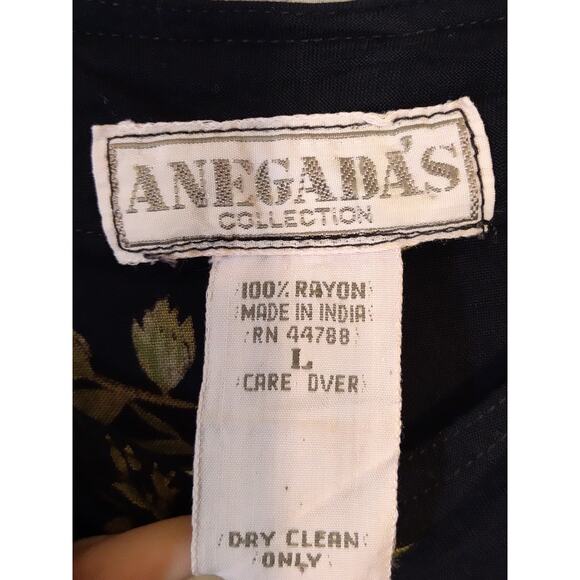 ANEGADA'S
COLLECTION
100% RAYON
MADE IN INDIA
RN 44788
L
CARE OVER
DRY CLEAN
ONLY